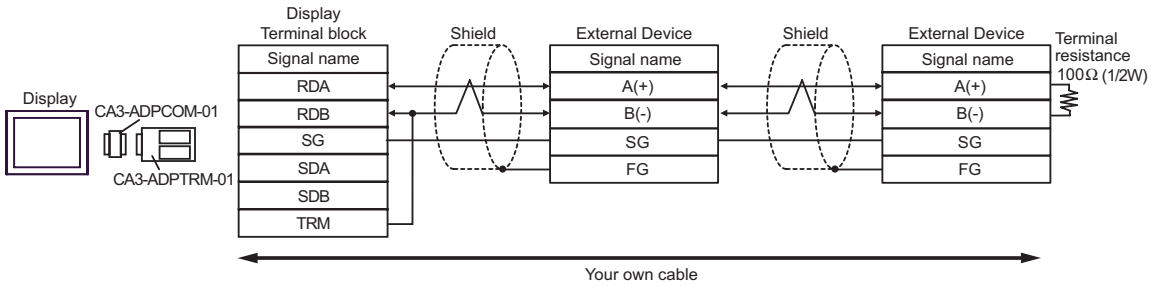 Display
Terminal block
Shield
External Device
Shield
External Device
Terminal
resistance
100Ω (1/2W)
Signal name
Signal name
Signal name
RDA
A(+)
A(+)
Display
CA3-ADPCOM-01
RDB
B(-)
B(-)
SG
SG
SG
CA3-ADPTRM-01
SDA
FG
FG
SDB
TRM
Your own cable